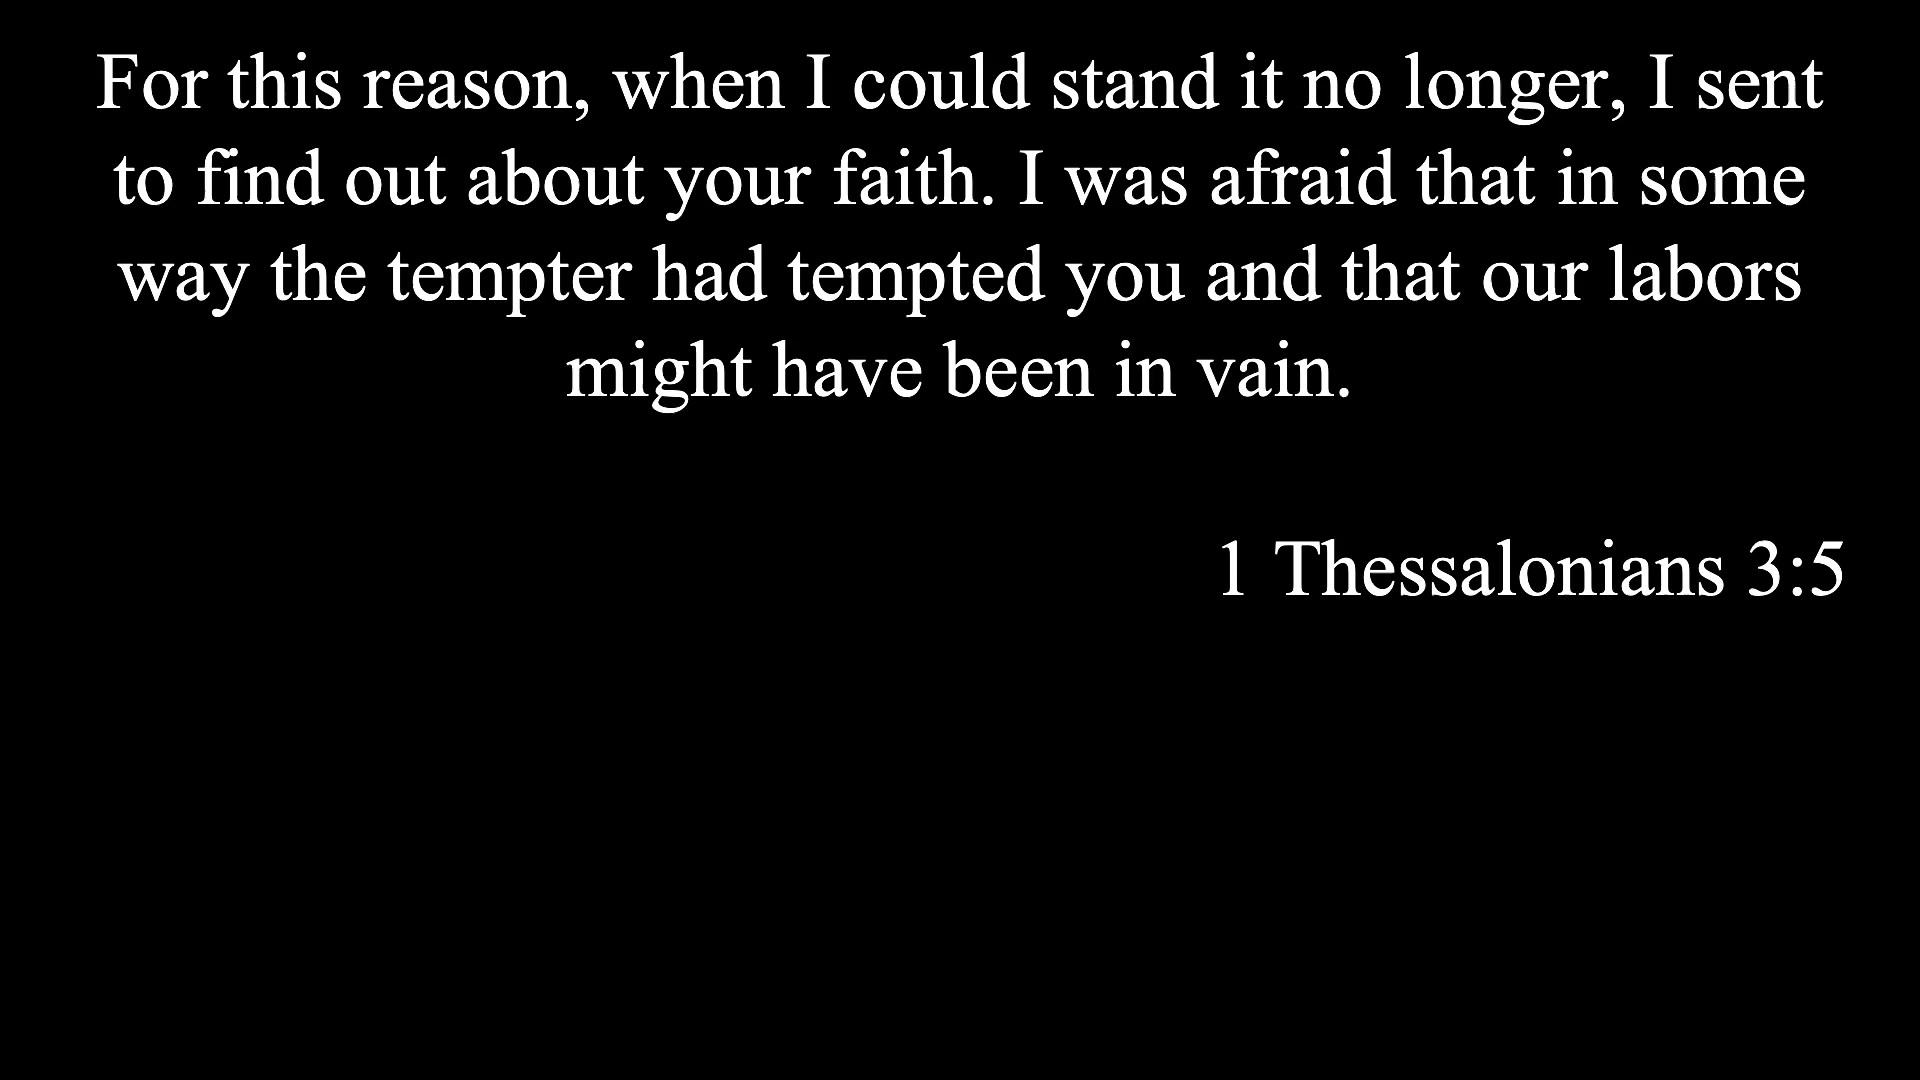 For this reason, when I could stand it no longer, I sent
to find out about your faith. I was afraid that in some
way the tempter had tempted you and that our labors
might have been in vain.
1 Thessalonians 3:5